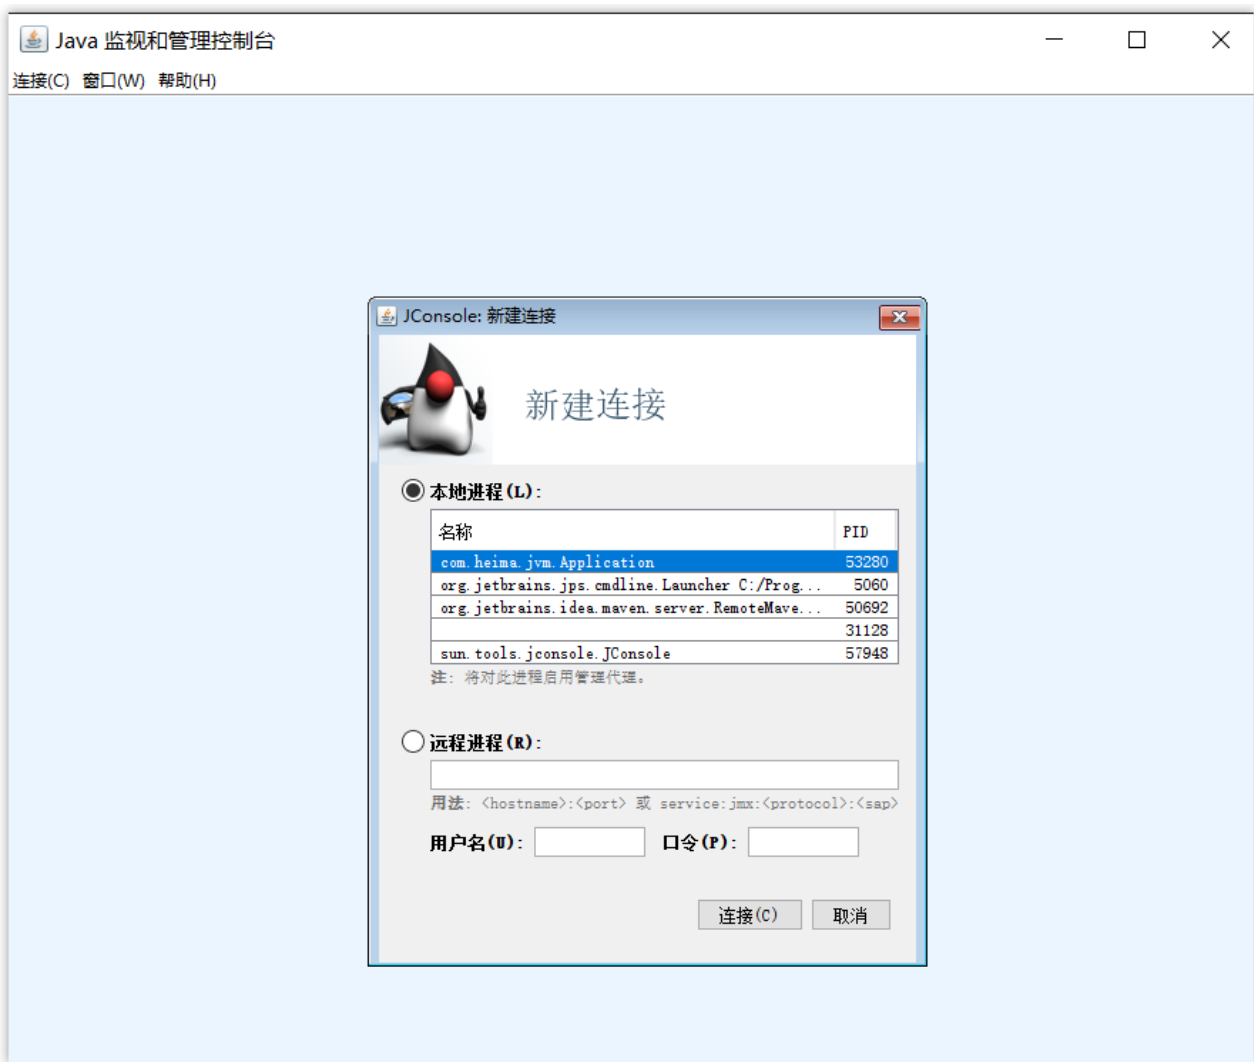 Java 监视和管理控制台
连接(C) 窗口(W) 帮助(H)
JConsole: 新建连接
新建连接
本地进程(L):
名称 PID
com.heima.jvm.Application 53280
org.jetbrains.jps.cmdline.Launcher C:/Prog... 5060
org.jetbrains.idea.maven.server.RemoteMave... 50692
31128
sun.tools.jconsole.JConsole 57948
注: 将对此进程启用管理代理。
远程进程(R):
用法: <hostname>:<port> 或 service:jmx:<protocol>:<sap>
用户名(U): 口令(P):
连接(C) 取消